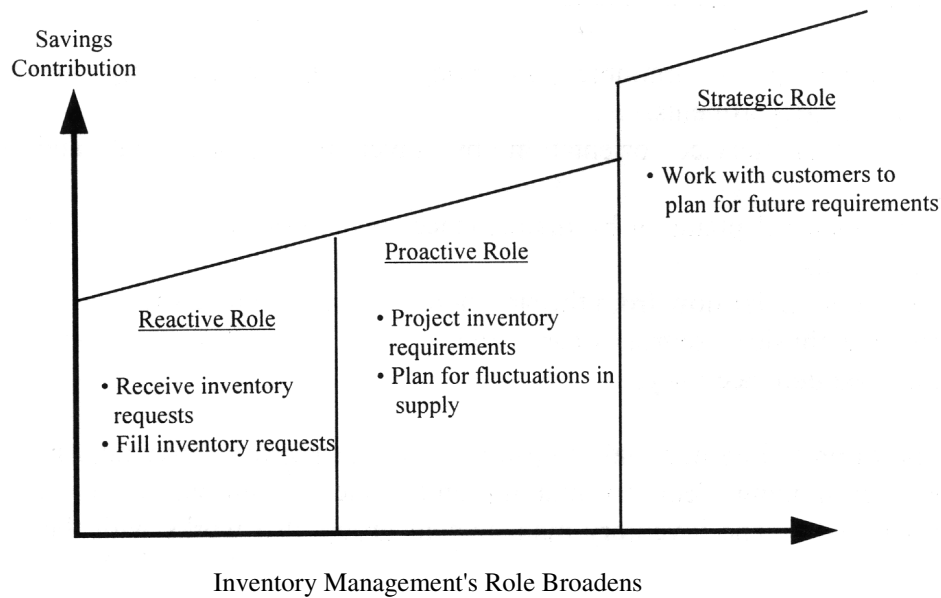 Savings
Contribution
Strategic Role
• Work with customers to
plan for future requirements
Proactive Role
• Project inventory
requirements
• Plan for fluctuations in
supply
Reactive Role
• Receive inventory
requests
• Fill inventory requests
Inventory Management's Role Broadens